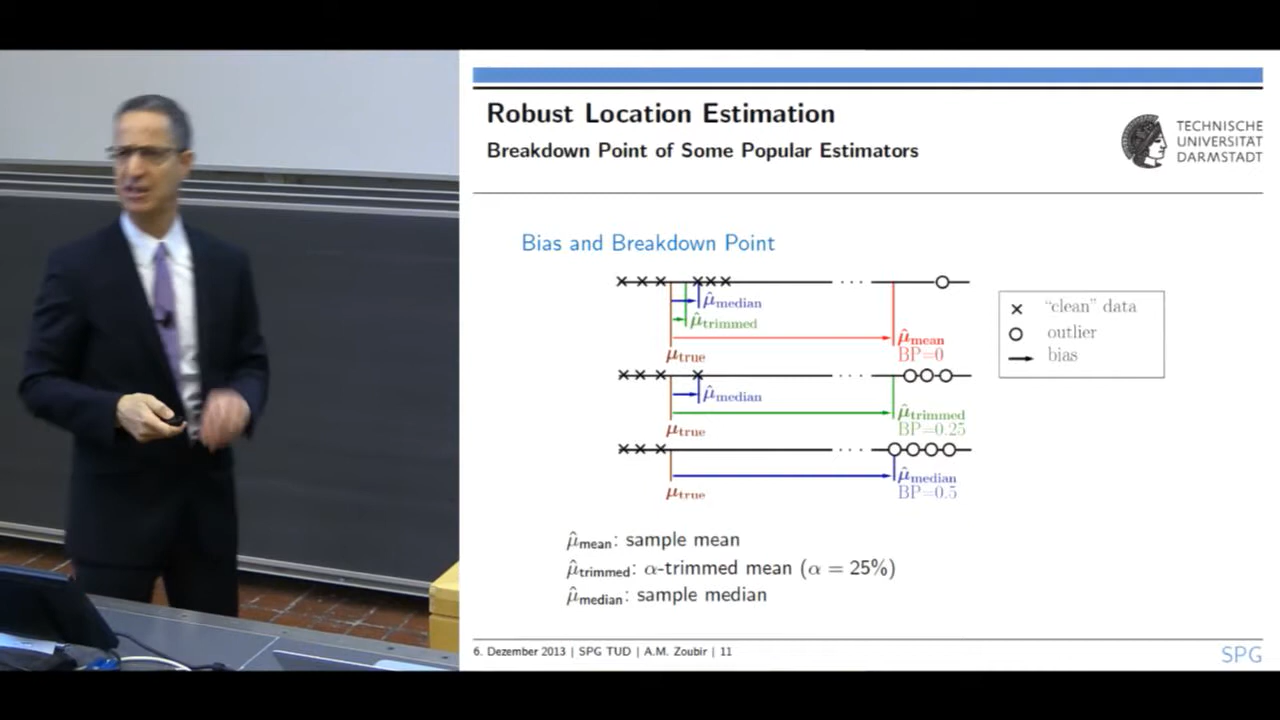 Robust Location Estimation
Breakdown Point of Some Popular Estimators
TECHNISCHE
UNIVERSITÄT
DARMSTADT
Bias and Breakdown Point
μ̂median
μ̂trimmed
μ̂mean
μtrue
BP=0
μ̂median
μ̂trimmed
μtrue
BP=0.25
μ̂median
μtrue
BP=0.5
"clean" data
outlier
bias
μ̂mean: sample mean
μ̂trimmed: α-trimmed mean (α = 25%)
μ̂median: sample median
6. Dezember 2013 | SPG TUD | A.M. Zoubir | 11
SPG